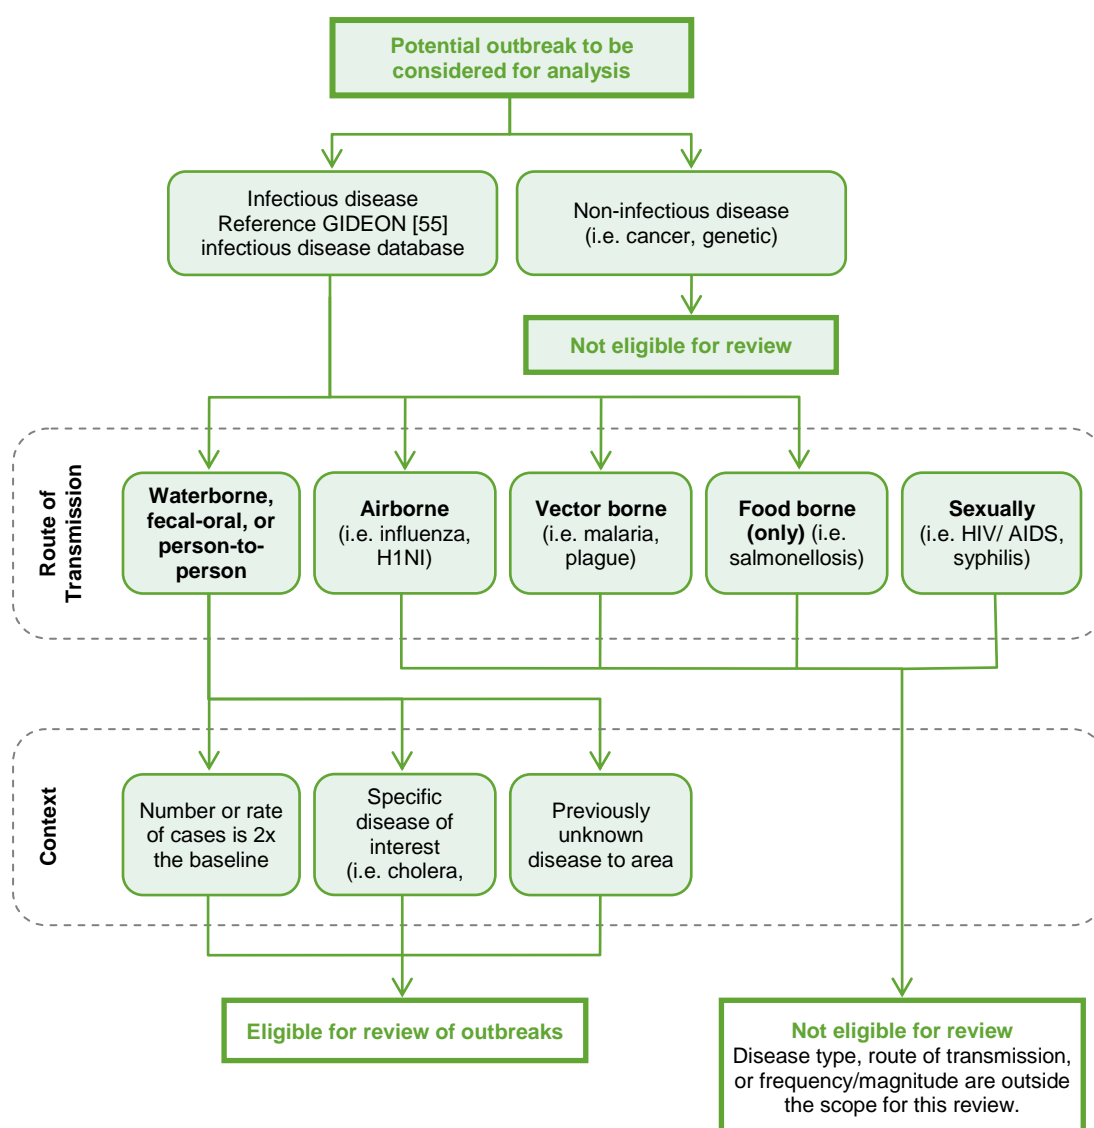 Potential outbreak to be
considered for analysis
Infectious disease
Reference GIDEON [55]
infectious disease database
Non-infectious disease
(i.e. cancer, genetic)
Not eligible for review
Route of
Transmission
Waterborne,
fecal-oral, or
person-to-
person
Airborne
(i.e. influenza,
H1NI)
Vector borne
(i.e. malaria,
plague)
Food borne
(only) (i.e.
salmonellosis)
Sexually
(i.e. HIV/ AIDS,
syphilis)
Context
Number or rate
of cases is 2x
the baseline
Specific
disease of
interest
(i.e. cholera,
Previously
unknown
disease to area
Eligible for review of outbreaks
Not eligible for review
Disease type, route of transmission,
or frequency/magnitude are outside
the scope for this review.